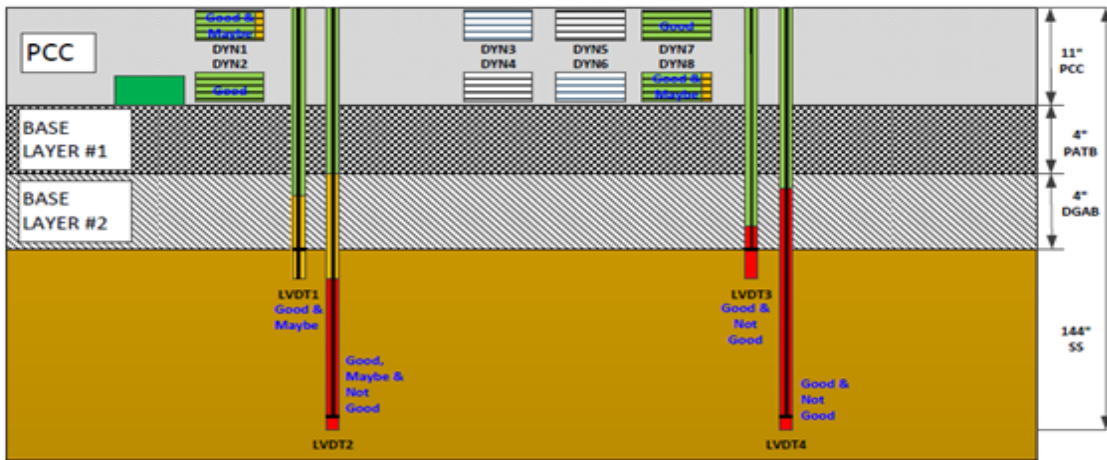 Good &
Maybe
DYN1
DYN2
Good
PCC
DYN3
DYN4
DYN5
DYN6
Good
DYN7
DYN8
Good &
Maybe
11"
PCC
BASE
LAYER #1
4"
PATB
BASE
LAYER #2
4"
DGAB
LVDT1
Good &
Maybe
LVDT3
Good &
Not
Good
144"
SS
Good,
Maybe &
Not
Good
LVDT2
Good &
Not
Good
LVDT4